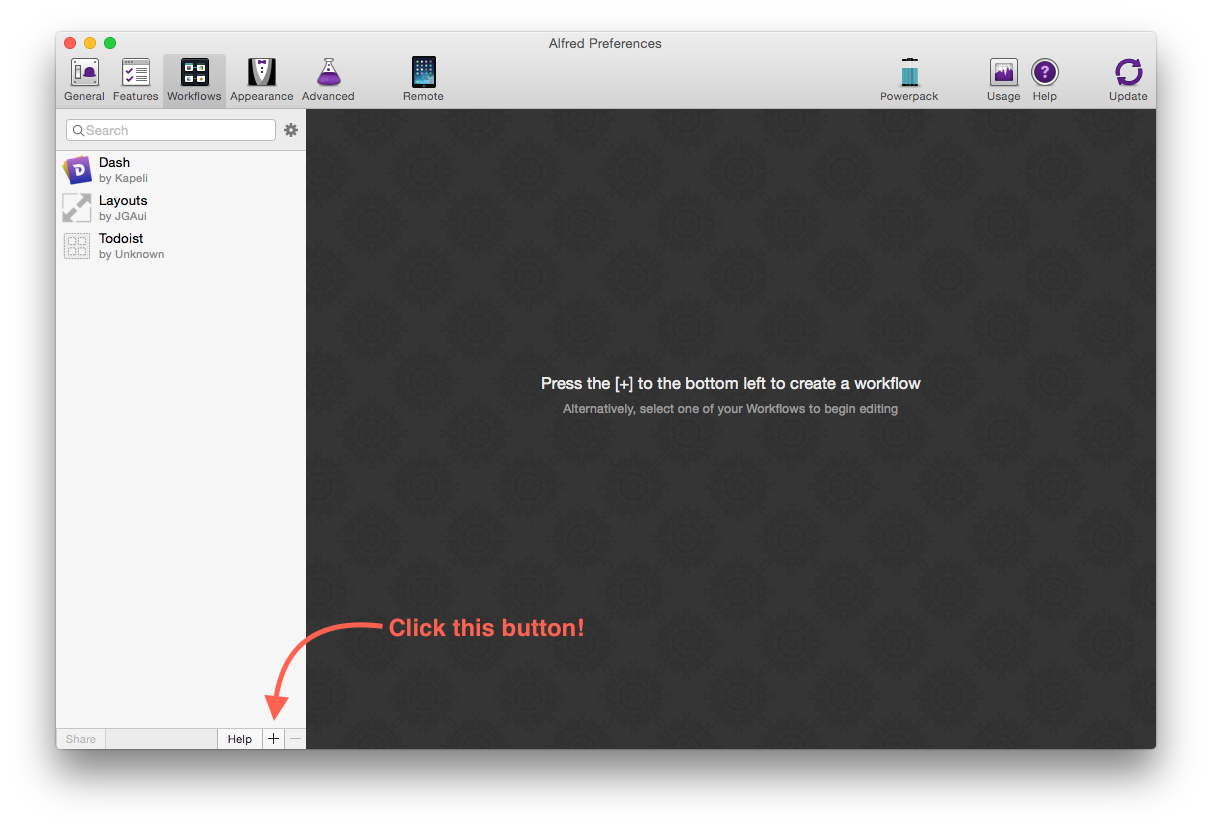 Alfred Preferences
General Features Workflows Appearance Advanced Remote Powerpack Usage Help Update
Search
Dash
by Kapeli
Layouts
by JGAui
Todoist
by Unknown
Press the [+] to the bottom left to create a workflow
Alternatively, select one of your Workflows to begin editing
Click this button!
Share Help + −